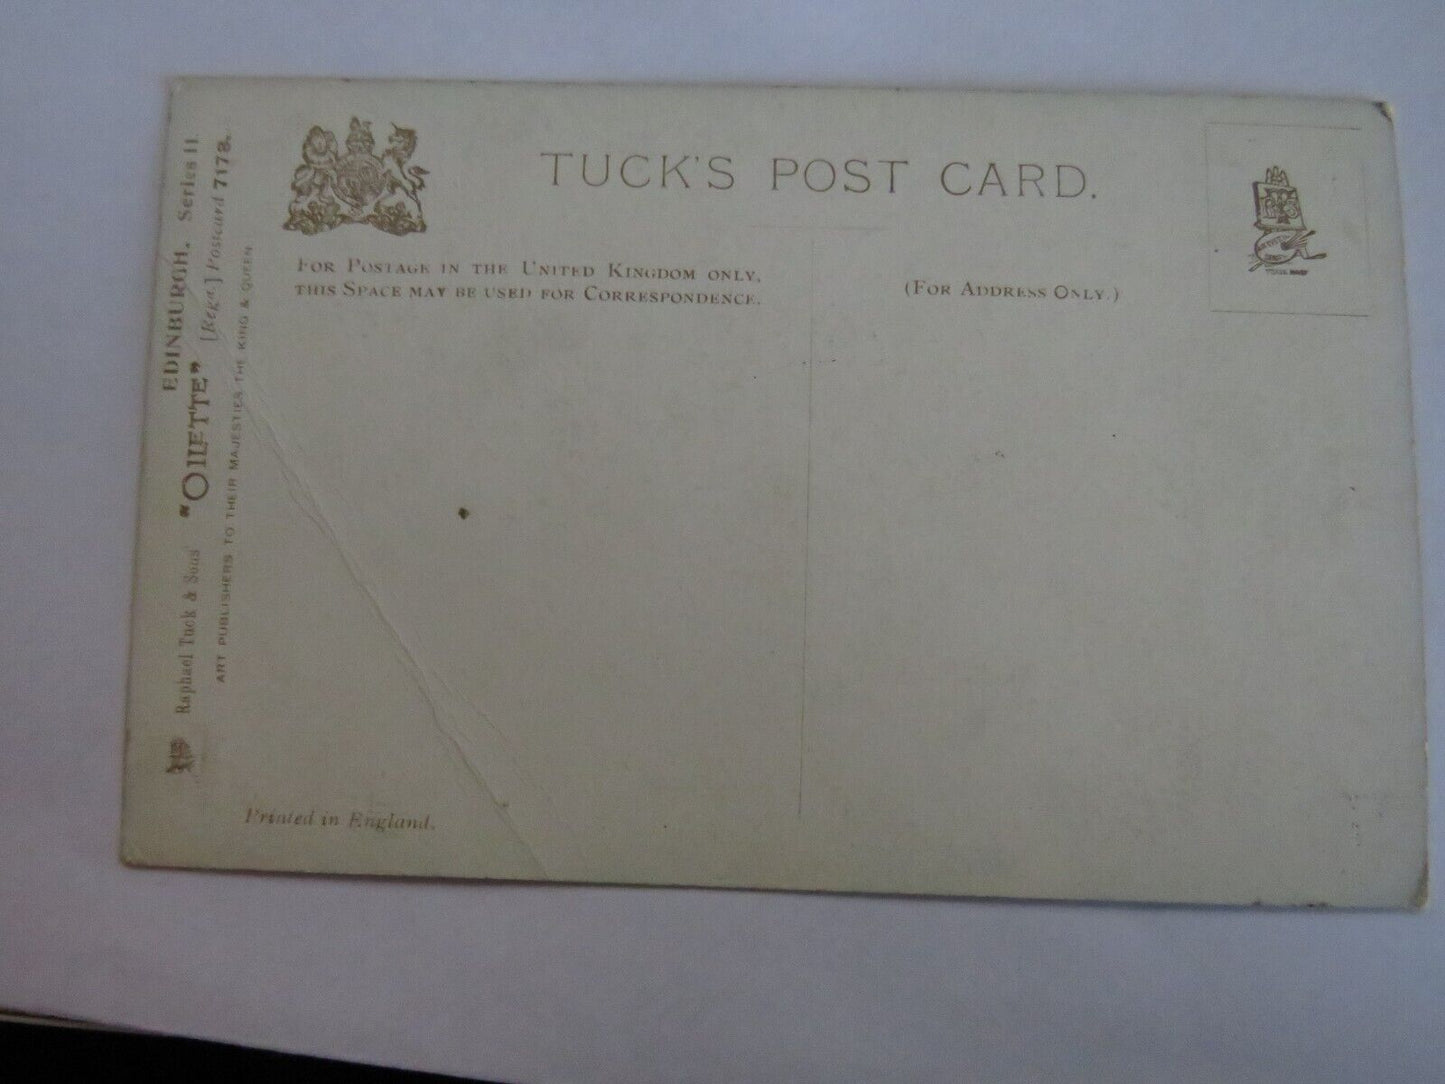 TUCK'S POST CARD.
FOR POSTAGE IN THE UNITED KINGDOM ONLY,
THIS SPACE MAY BE USED FOR CORRESPONDENCE.
(FOR ADDRESS ONLY.)
EDINBURGH. Series II.
Raphael Tuck & Sons' "OILETTE" [Regd.] Postcard 7178.
ART PUBLISHERS TO THEIR MAJESTIES THE KING & QUEEN
Printed in England.